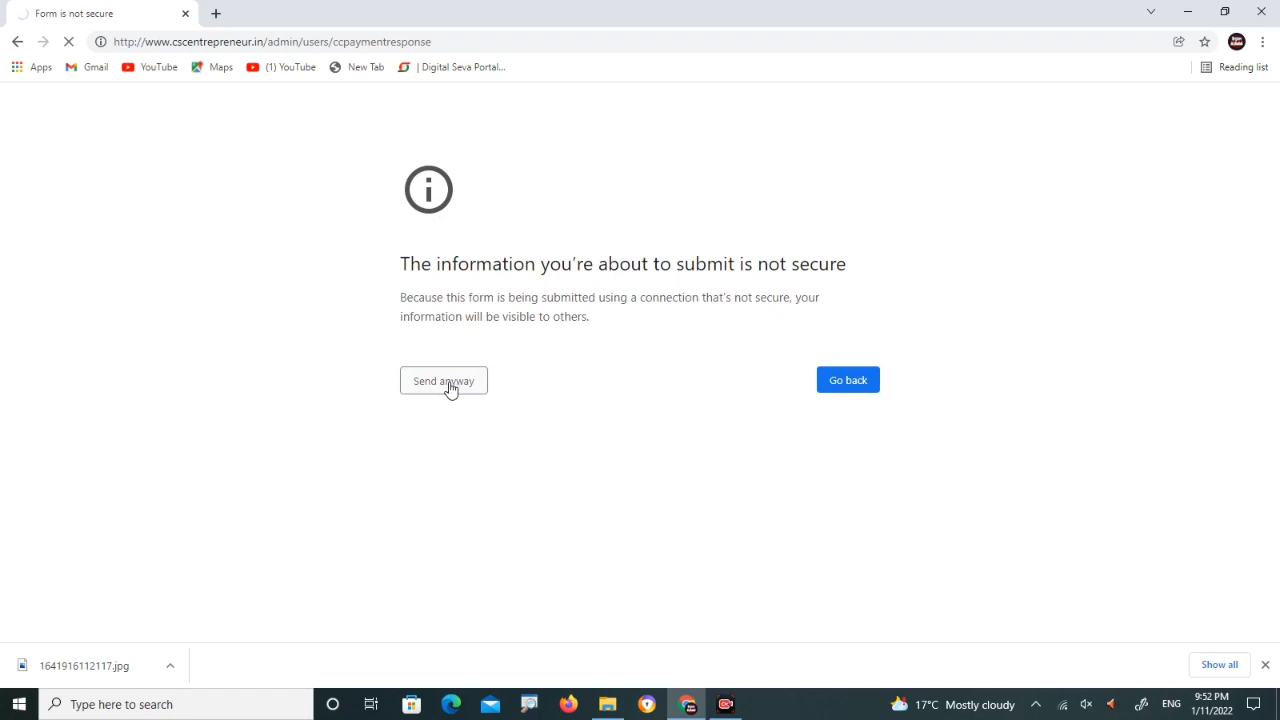 Form is not secure
http://www.cscentrepreneur.in/admin/users/ccpaymentresponse
Apps Gmail YouTube Maps (1) YouTube New Tab | Digital Seva Portal... Reading list
The information you're about to submit is not secure
Because this form is being submitted using a connection that's not secure, your
information will be visible to others.
Send anyway Go back
1641916112117.jpg Show all
Type here to search 17°C Mostly cloudy ENG 9:52 PM
1/11/2022